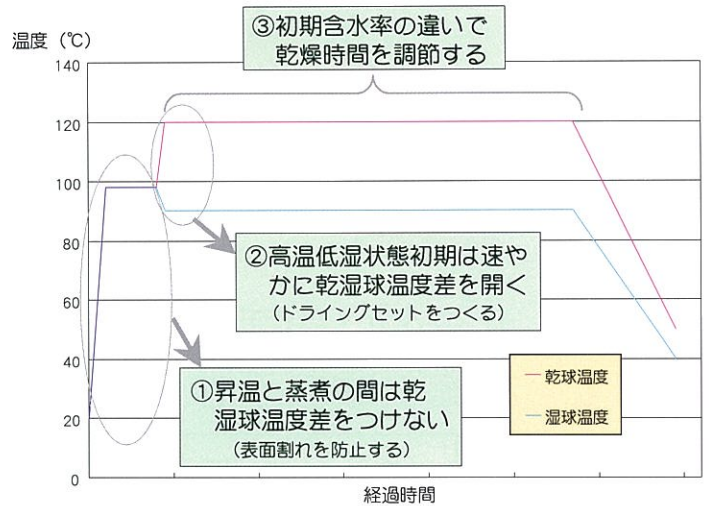 ③初期含水率の違いで
乾燥時間を調節する
温度（℃）
140
120
100
80
60
40
20
0
②高温低湿状態初期は速や
かに乾湿球温度差を開く
（ドライングセットをつくる）
①昇温と蒸煮の間は乾
湿球温度差をつけない
（表面割れを防止する）
乾球温度
湿球温度
経過時間